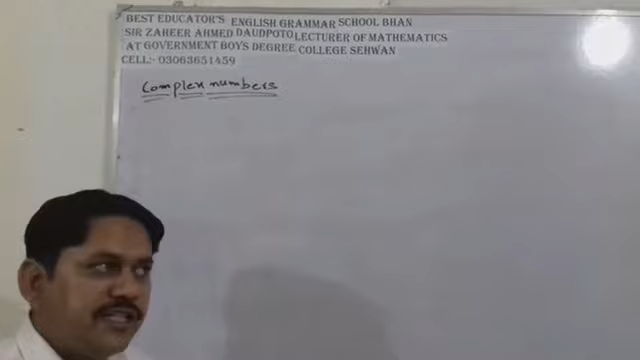 BEST EDUCATOR'S ENGLISH GRAMMAR SCHOOL BHAN
SIR ZAHEER AHMED DAUDPOTO LECTURER OF MATHEMATICS
AT GOVERNMENT BOYS DEGREE COLLEGE SEHWAN
CELL:- 03063651459
Complex numbers